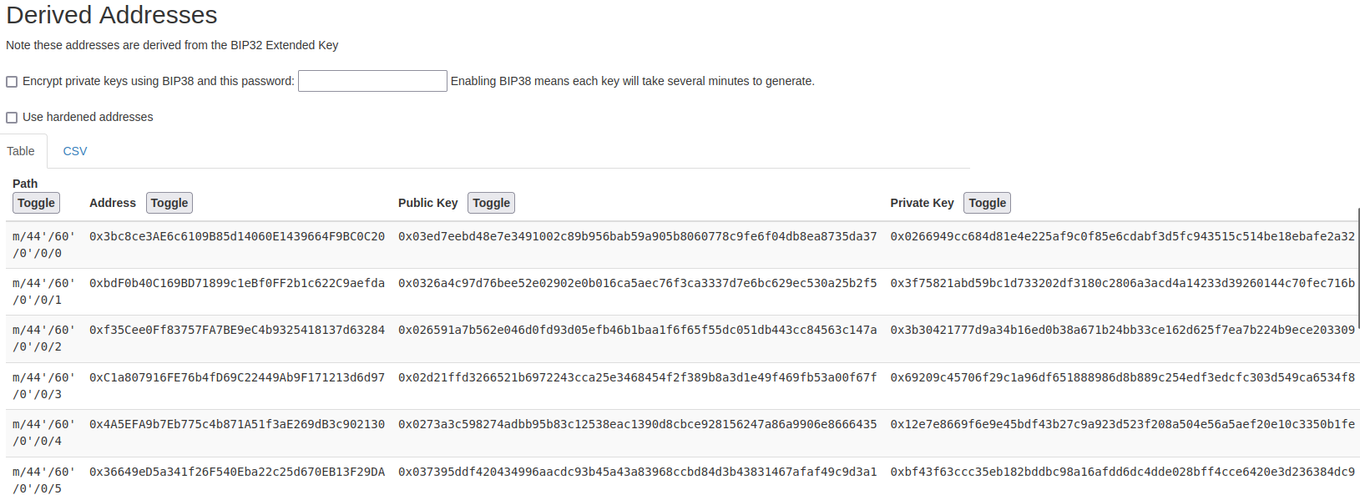 Derived Addresses
Note these addresses are derived from the BIP32 Extended Key
Encrypt private keys using BIP38 and this password: Enabling BIP38 means each key will take several minutes to generate.
Use hardened addresses
Table CSV
Path
Toggle Address Toggle Public Key Toggle Private Key Toggle
m/44'/60' 0x3bc8ce3AE6c6109B85d14060E1439664F9BC0C20 0x03ed7eebd48e7e3491002c89b956bab59a905b8060778c9fe6f04db8ea8735da37 0x0266949cc684d81e4e225af9c0f85e6cdabf3d5fc943515c514be18ebafe2a32
/0'/0/0
m/44'/60' 0xbdF0b40C169BD71899c1eBf0FF2b1c622C9aefda 0x0326a4c97d76bee52e02902e0b016ca5aec76f3ca3337d7e6bc629ec530a25b2f5 0x3f75821abd59bc1d733202df3180c2806a3acd4a14233d39260144c70fec716b
/0'/0/1
m/44'/60' 0xf35Cee0Ff83757FA7BE9eC4b9325418137d63284 0x026591a7b562e046d0fd93d05efb46b1baa1f6f65f55dc051db443cc84563c147a 0x3b30421777d9a34b16ed0b38a671b24bb33ce162d625f7ea7b224b9ece203309
/0'/0/2
m/44'/60' 0xC1a807916FE76b4fD69C22449Ab9F171213d6d97 0x02d21ffd3266521b6972243cca25e3468454f2f389b8a3d1e49f469fb53a00f67f 0x69209c45706f29c1a96df651888986d8b889c254edf3edcfc303d549ca6534f8
/0'/0/3
m/44'/60' 0x4A5EFA9b7Eb775c4b871A51f3aE269dB3c902130 0x0273a3c598274adbb95b83c12538eac1390d8cbce928156247a86a9906e8666435 0x12e7e8669f6e9e45bdf43b27c9a923d523f208a504e56a5aef20e10c3350b1fe
/0'/0/4
m/44'/60' 0x36649eD5a341f26F540Eba22c25d670EB13F29DA 0x037395ddf420434996aacdc93b45a43a83968ccbd84d3b43831467afaf49c9d3a1 0xbf43f63ccc35eb182bddbc98a16afdd6dc4dde028bff4cce6420e3d236384dc9
/0'/0/5